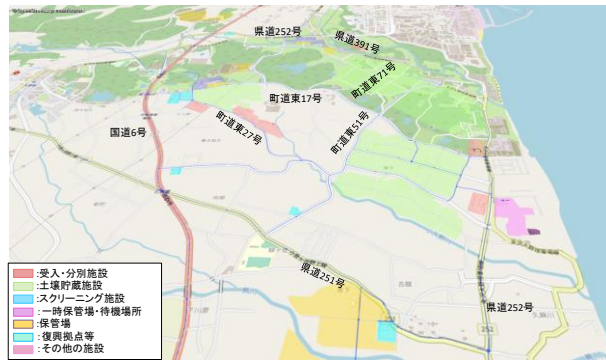 県道252号
県道391号
町道東71号
町道東17号
町道東51号
国道6号
町道東27号
県道251号
県道252号
252
:受入・分別施設
:土壌貯蔵施設
:スクリーニング施設
:一時保管場・待機場所
:保管場
:復興拠点等
:その他の施設